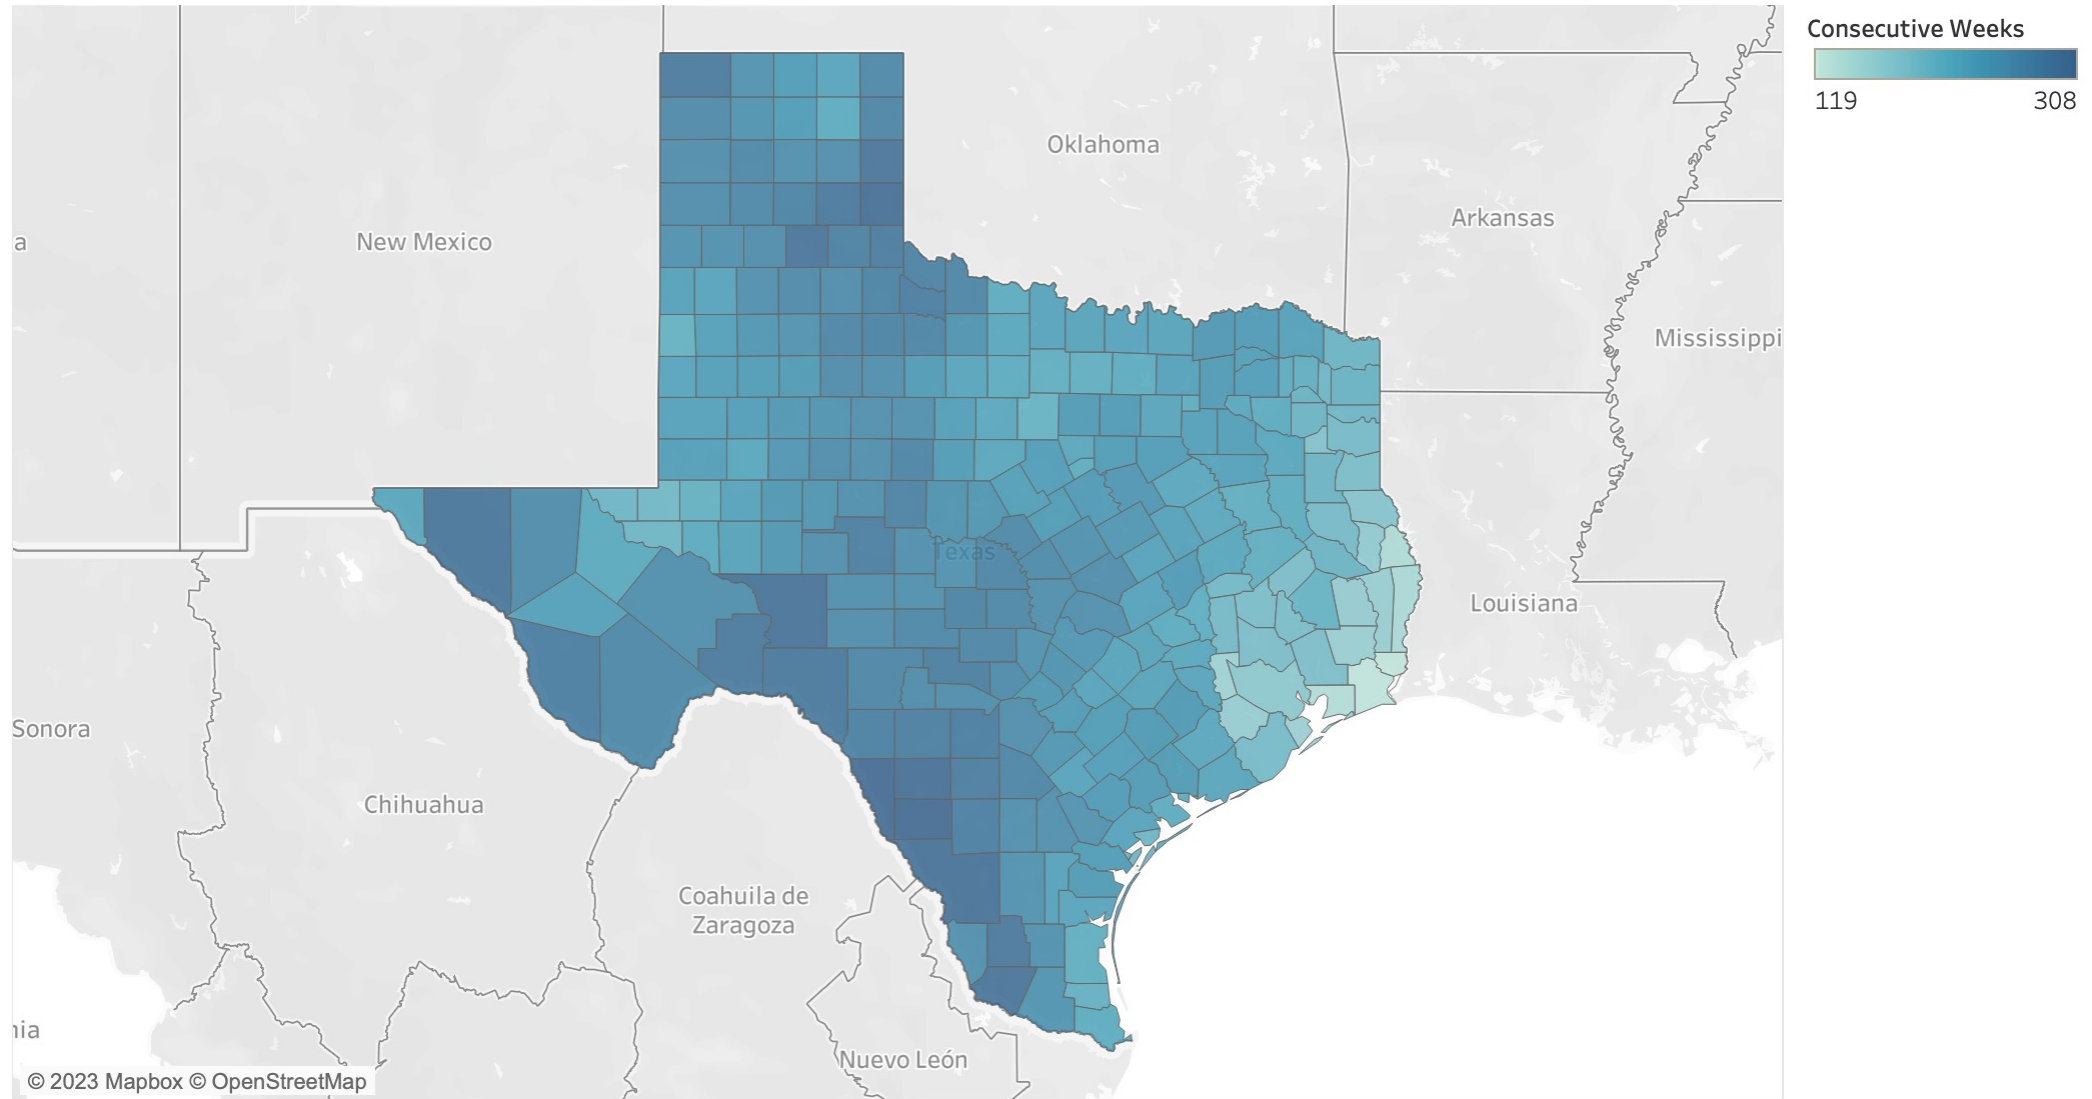 Consecutive Weeks
119
308
Oklahoma
Arkansas
a
New Mexico
Mississippi
Texas
Louisiana
Sonora
Chihuahua
Coahuila de
Zaragoza
nia
Nuevo León
© 2023 Mapbox © OpenStreetMap